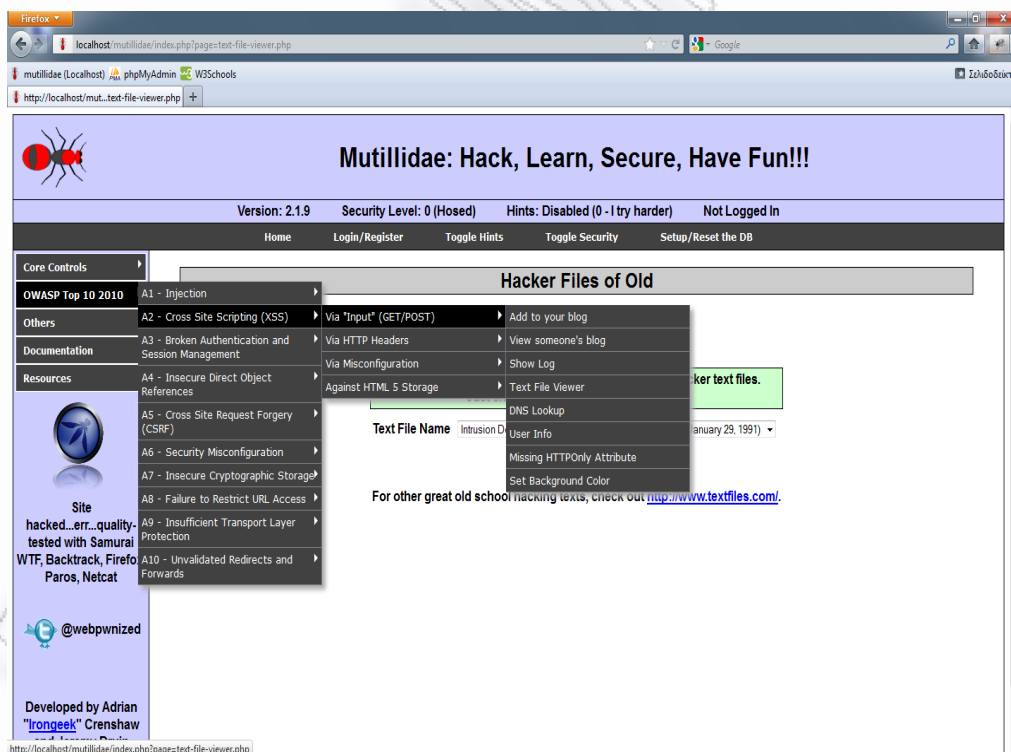 Firefox
localhost/mutillidae/index.php?page=text-file-viewer.php
Google
mutillidae (Localhost) phpMyAdmin W3Schools
Σελιδοδείκτ
http://localhost/mut...text-file-viewer.php +
Mutillidae: Hack, Learn, Secure, Have Fun!!!
Version: 2.1.9 Security Level: 0 (Hosed) Hints: Disabled (0 - I try harder) Not Logged In
Home Login/Register Toggle Hints Toggle Security Setup/Reset the DB
Core Controls
OWASP Top 10 2010
Others
Documentation
Resources
Hacker Files of Old
A1 - Injection
A2 - Cross Site Scripting (XSS)
A3 - Broken Authentication and
Session Management
A4 - Insecure Direct Object
References
A5 - Cross Site Request Forgery
(CSRF)
A6 - Security Misconfiguration
A7 - Insecure Cryptographic Storage
A8 - Failure to Restrict URL Access
A9 - Insufficient Transport Layer
Protection
A10 - Unvalidated Redirects and
Forwards
Via "Input" (GET/POST)
Via HTTP Headers
Via Misconfiguration
Against HTML 5 Storage
Add to your blog
View someone's blog
Show Log
Text File Viewer
DNS Lookup
User Info
Missing HTTPOnly Attribute
Set Background Color
ker text files.
Text File Name Intrusion D anuary 29, 1991)
For other great old school hacking texts, check out http://www.textfiles.com/.
Site
hacked...err...quality-
tested with Samurai
WTF, Backtrack, Firefox
Paros, Netcat
@webpwnized
Developed by Adrian
"Irongeek" Crenshaw
http://localhost/mutillidae/index.php?page=text-file-viewer.php